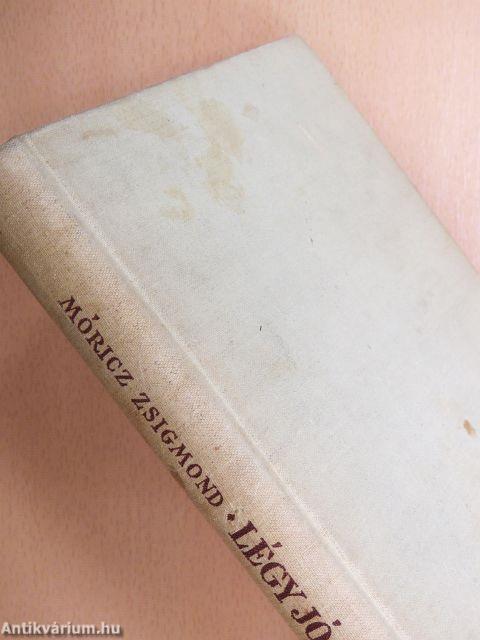 MÓRICZ ZSIGMOND • LÉGY JÓ
Antikvárium.hu